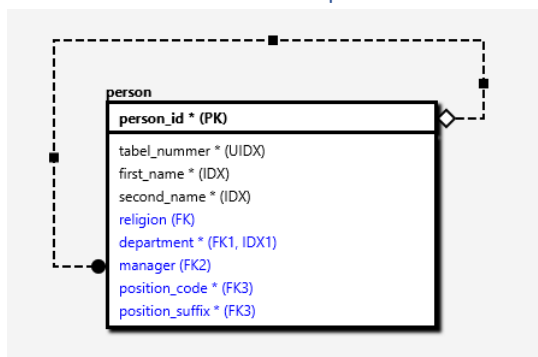 person
person_id * (PK)
tabel_nummer * (UIDX)
first_name * (IDX)
second_name * (IDX)
religion (FK)
department * (FK1, IDX1)
manager (FK2)
position_code * (FK3)
position_suffix * (FK3)